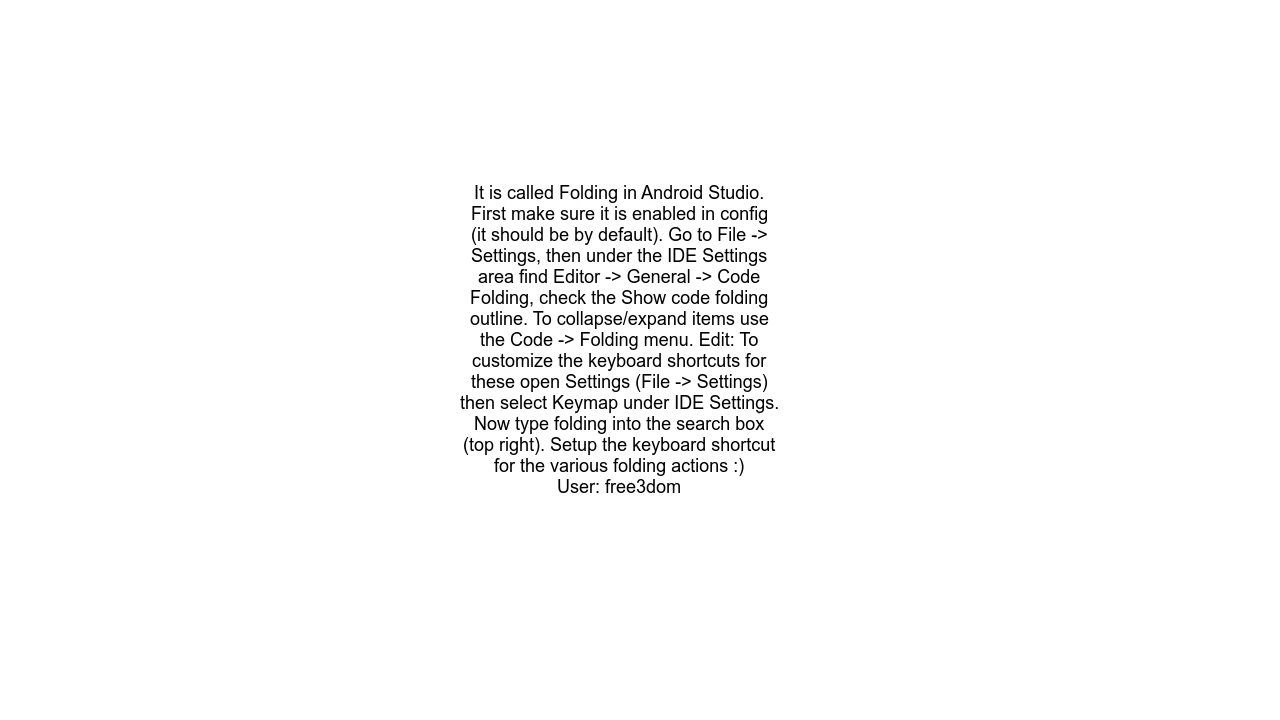 It is called Folding in Android Studio.
First make sure it is enabled in config
(it should be by default). Go to File ->
Settings, then under the IDE Settings
area find Editor -> General -> Code
Folding, check the Show code folding
outline. To collapse/expand items use
the Code -> Folding menu. Edit: To
customize the keyboard shortcuts for
these open Settings (File -> Settings)
then select Keymap under IDE Settings.
Now type folding into the search box
(top right). Setup the keyboard shortcut
for the various folding actions :)
User: free3dom